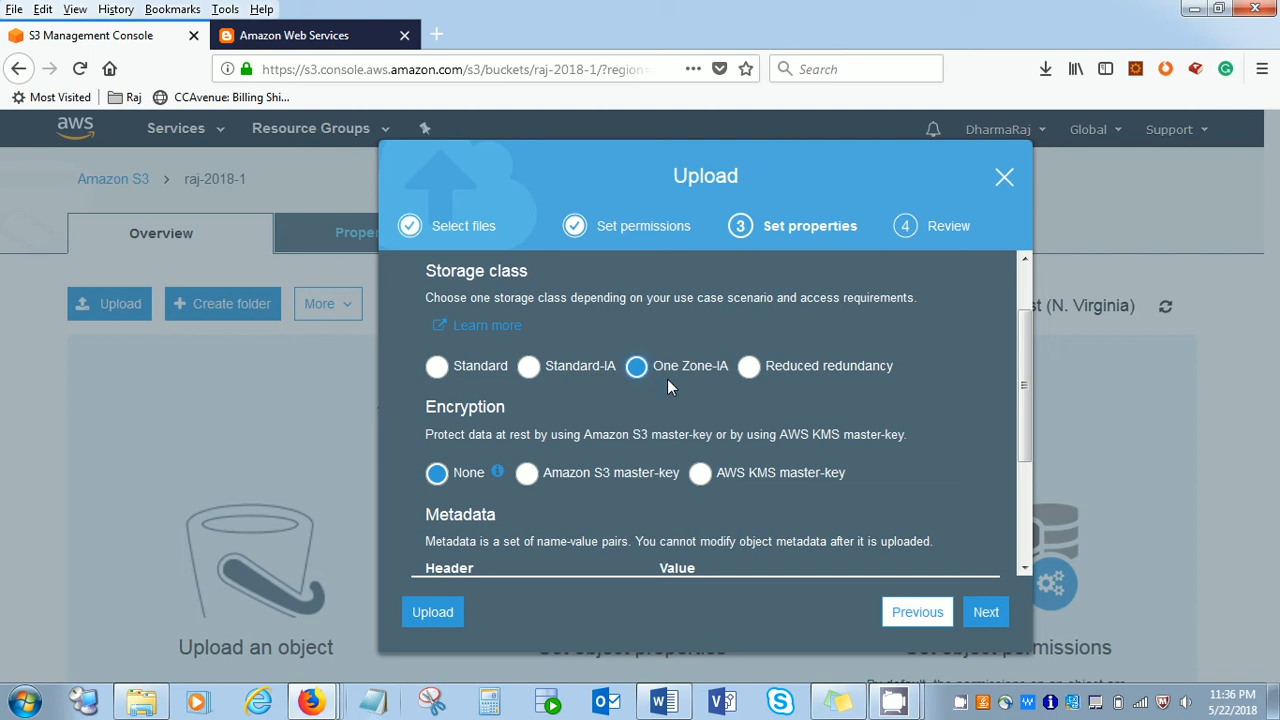 File Edit View History Bookmarks Tools Help
S3 Management Console
Amazon Web Services
https://s3.console.aws.amazon.com/s3/buckets/raj-2018-1/?region=
Search
Most Visited Raj CCAvenue: Billing Shi...
aws Services Resource Groups DharmaRaj Global Support
Amazon S3 raj-2018-1
Upload
Select files Set permissions 3 Set properties 4 Review
Overview Proper
Storage class
Choose one storage class depending on your use case scenario and access requirements.
Learn more
Upload Create folder More st (N. Virginia)
Standard Standard-IA One Zone-IA Reduced redundancy
Encryption
Protect data at rest by using Amazon S3 master-key or by using AWS KMS master-key.
None Amazon S3 master-key AWS KMS master-key
Metadata
Metadata is a set of name-value pairs. You cannot modify object metadata after it is uploaded.
Header Value
Upload Previous Next
Upload an object
11:36 PM
5/22/2018